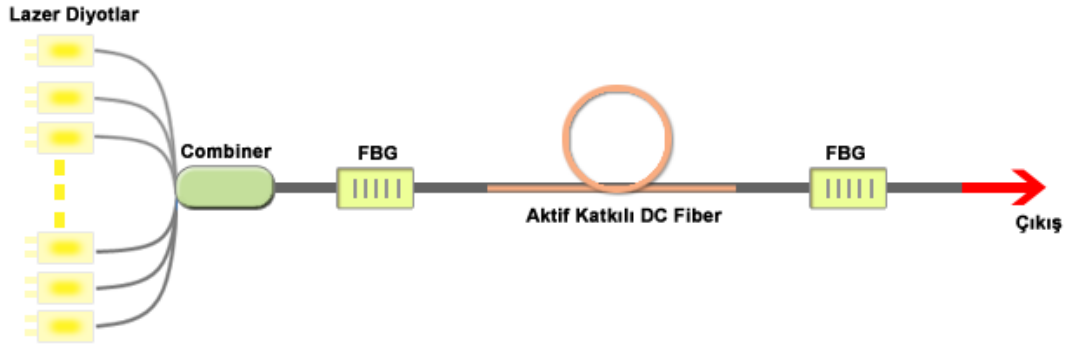 Lazer Diyotlar
Combiner
FBG
FBG
Aktif Katkılı DC Fiber
Çıkış